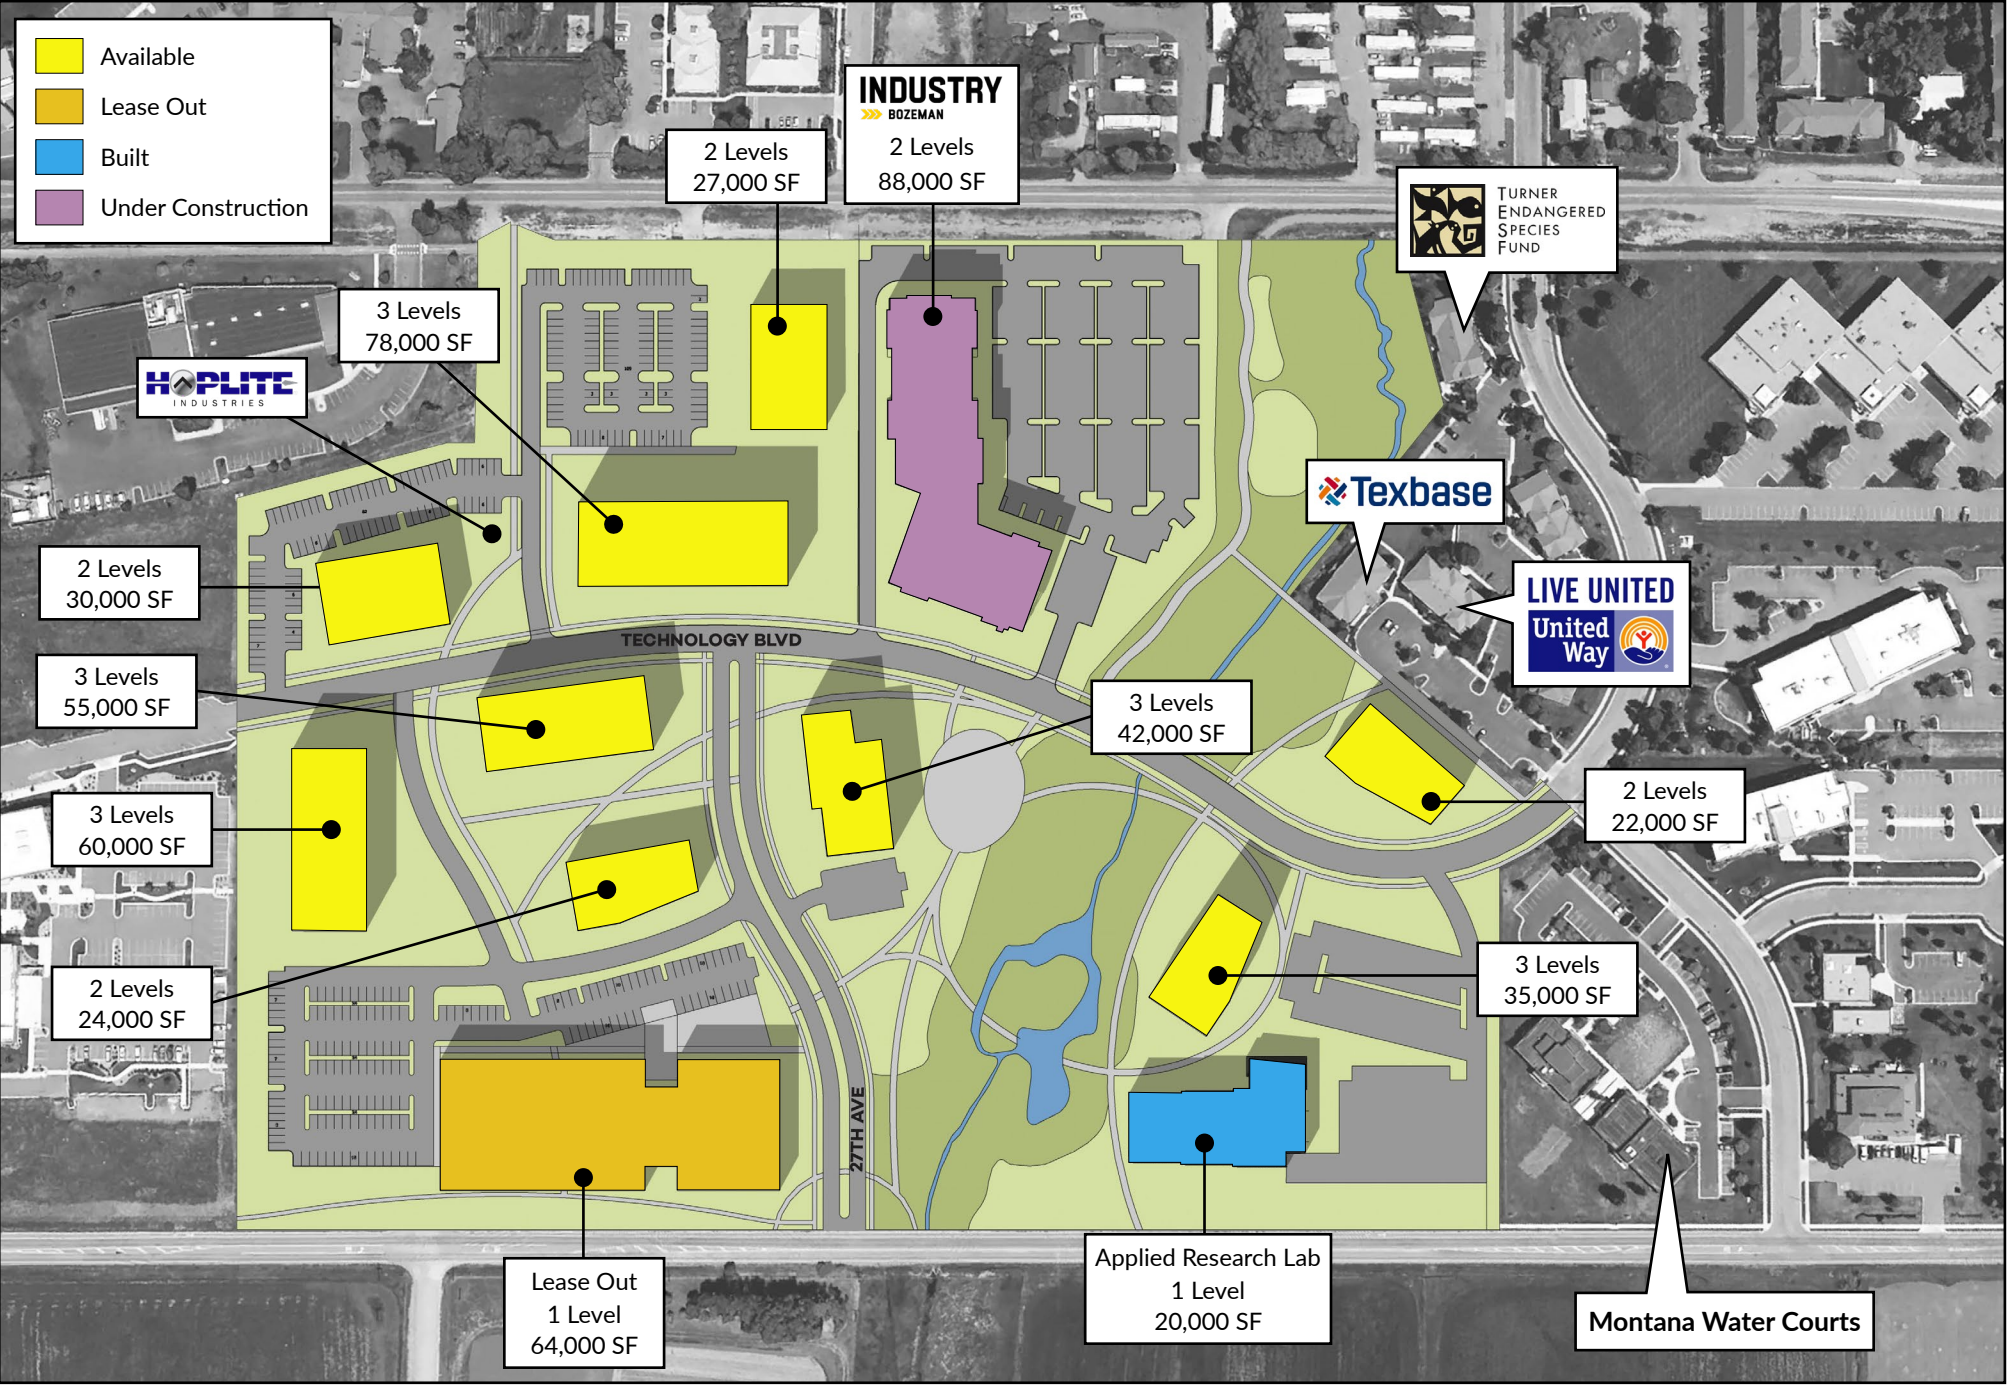 Available
Lease Out
Built
Under Construction
INDUSTRY
BOZEMAN
2 Levels
88,000 SF
2 Levels
27,000 SF
TURNER
ENDANGERED
SPECIES
FUND
3 Levels
78,000 SF
HOPLITE
INDUSTRIES
Texbase
2 Levels
30,000 SF
LIVE UNITED
United
Way
TECHNOLOGY BLVD
3 Levels
55,000 SF
3 Levels
42,000 SF
2 Levels
22,000 SF
3 Levels
60,000 SF
3 Levels
35,000 SF
2 Levels
24,000 SF
27TH AVE
Lease Out
1 Level
64,000 SF
Applied Research Lab
1 Level
20,000 SF
Montana Water Courts